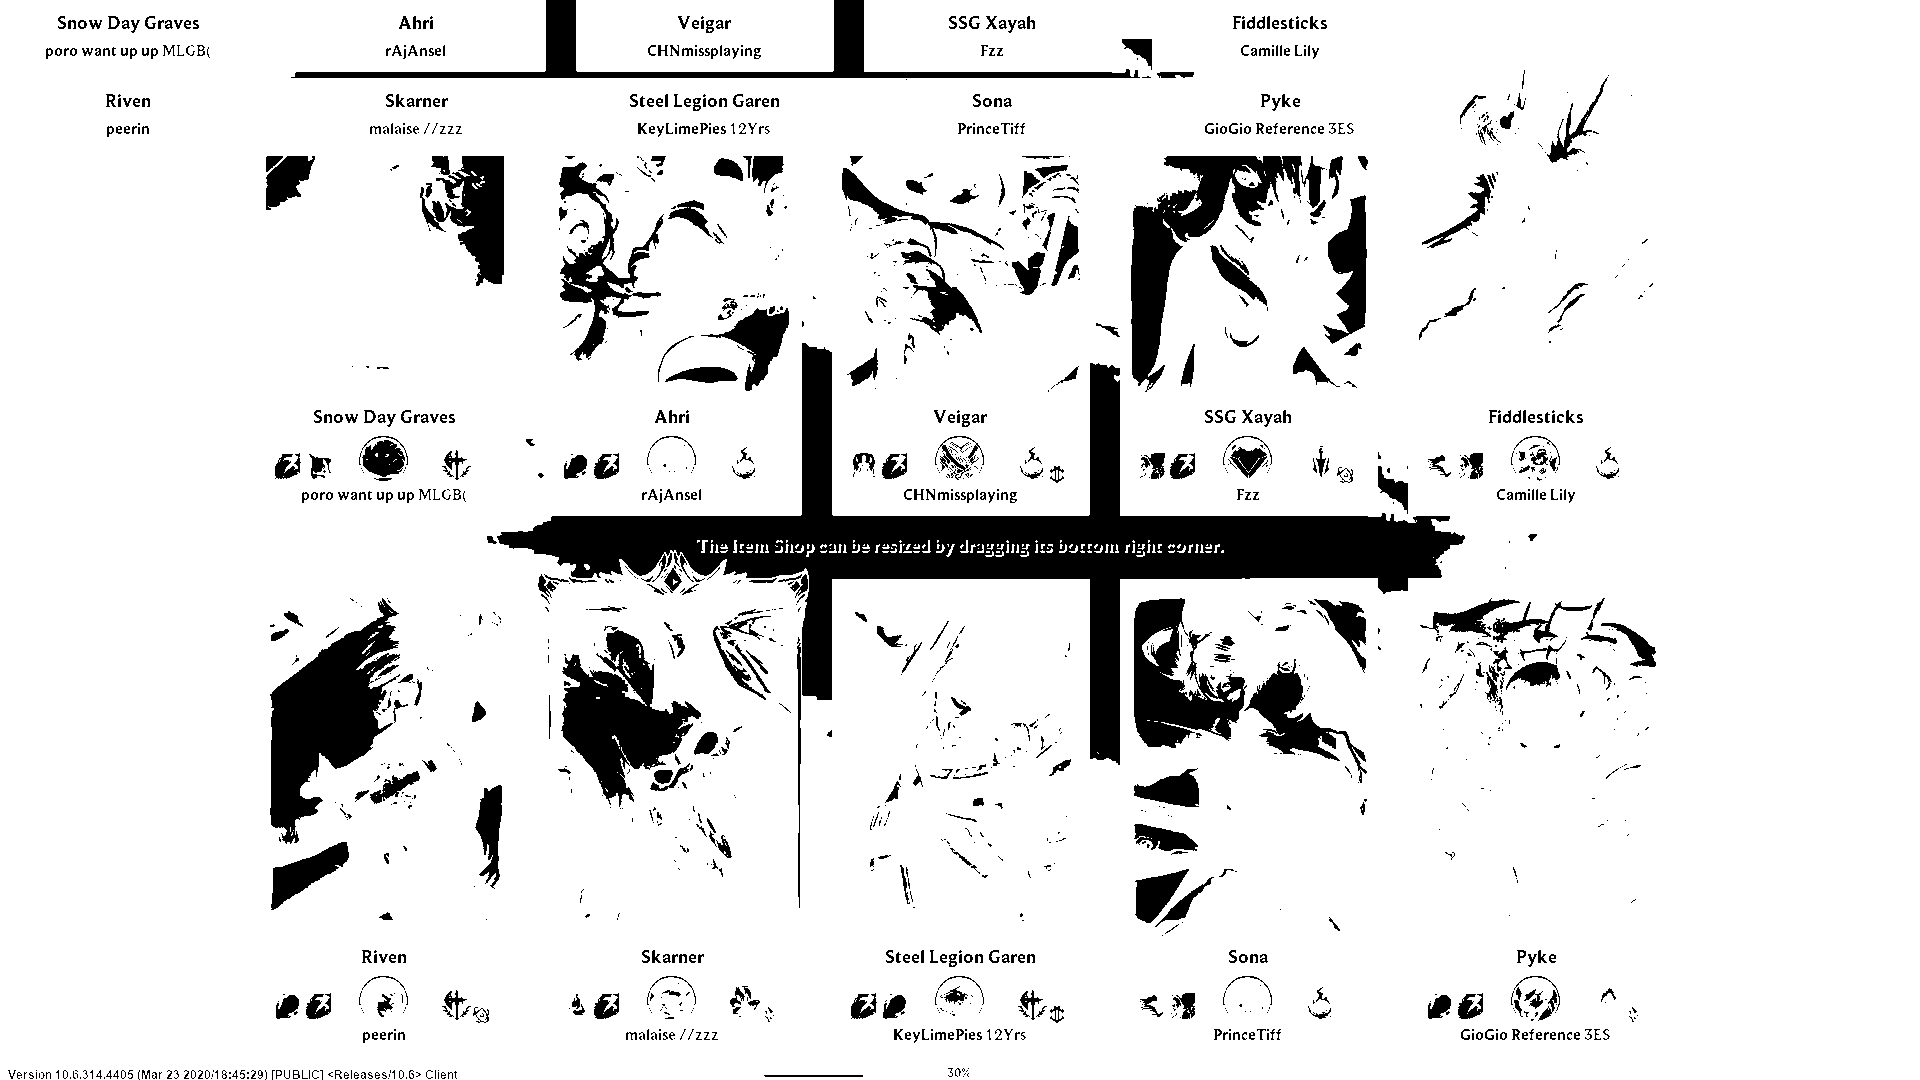 Snow Day Graves
Ahri
Veigar
SSG Xayah
Fiddlesticks
poro want up up MLGB(
rAjAnsel
CHNmissplaying
Fzz
Camille Lily
Riven
Skarner
Steel Legion Garen
Sona
Pyke
peerin
malaise //zzz
KeyLimePies 12Yrs
PrinceTiff
GioGio Reference 3ES
Snow Day Graves
Ahri
Veigar
SSG Xayah
Fiddlesticks
poro want up up MLGB(
rAjAnsel
CHNmissplaying
Fzz
Camille Lily
The Item Shop can be resized by dragging its bottom right corner.
Riven
Skarner
Steel Legion Garen
Sona
Pyke
peerin
malaise //zzz
KeyLimePies 12Yrs
PrinceTiff
GioGio Reference 3ES
Version 10.6.314.4405 (Mar 23 2020/18:45:29) [PUBLIC] <Releases/10.6> Client
30%